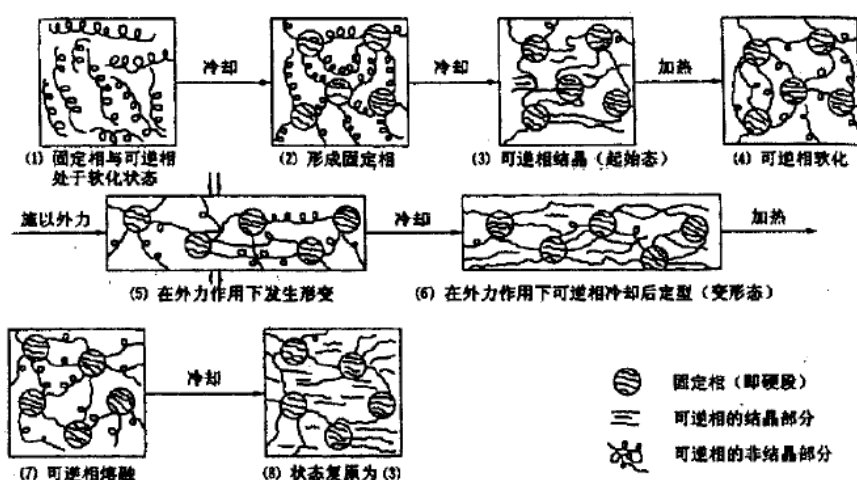 冷却
冷却
加热
(1) 固定相与可逆相
处于软化状态
(2) 形成固定相
(3) 可逆相结晶（起始态）
(4) 可逆相软化
施以外力
冷却
加热
(5) 在外力作用下发生形变
(6) 在外力作用下可逆相冷却后定型（变形态）
冷却
固定相（即硬段）
可逆相的结晶部分
可逆相的非结晶部分
(7) 可逆相熔融
(8) 状态复原为 (3)